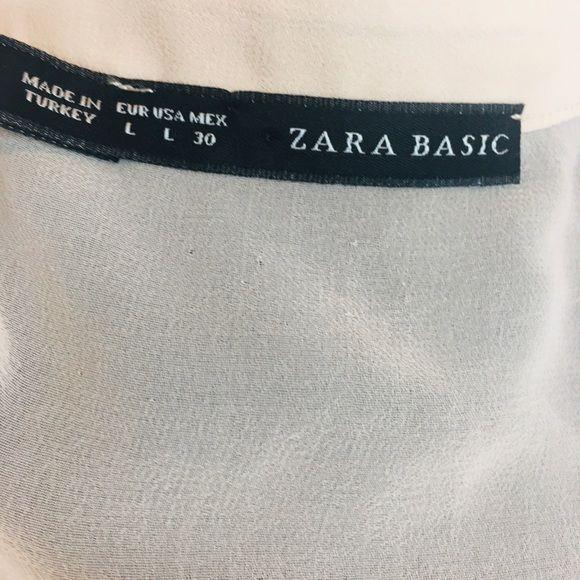 MADE IN
TURKEY
EUR USA MEX
L L 30
ZARA BASIC